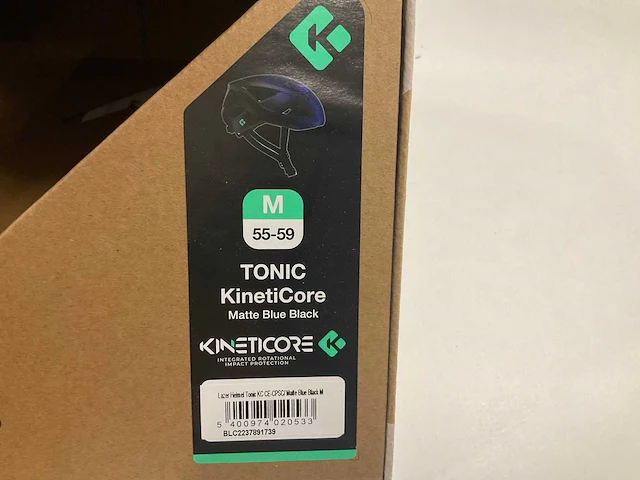 M
55-59
TONIC
KinetiCore
Matte Blue Black
KINETICORE
INTEGRATED ROTATIONAL
IMPACT PROTECTION
Lazer Helmet Tonic KC CE-CPSC/ Matte Blue Black M
5 400974 020533
BLC2237891739